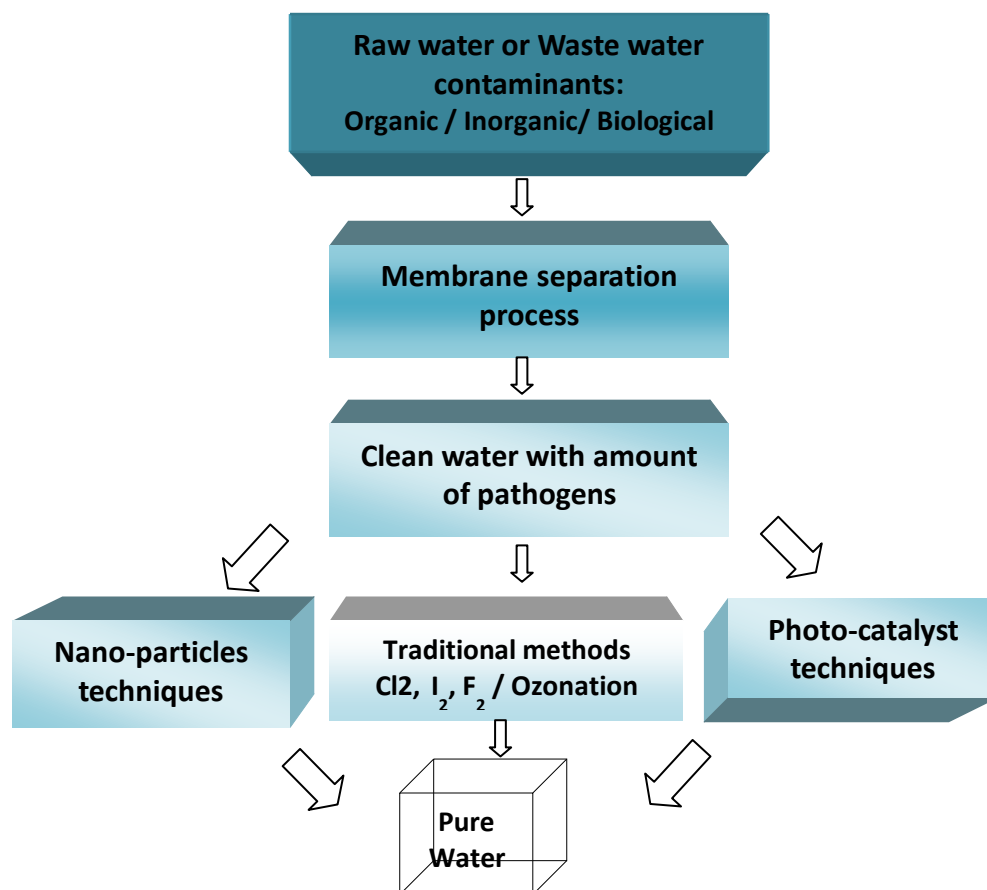 Raw water or Waste water
contaminants:
Organic / Inorganic/ Biological
Membrane separation
process
Clean water with amount
of pathogens
Nano-particles
techniques
Traditional methods
Cl2, I₂, F₂ / Ozonation
Photo-catalyst
techniques
Pure
Water